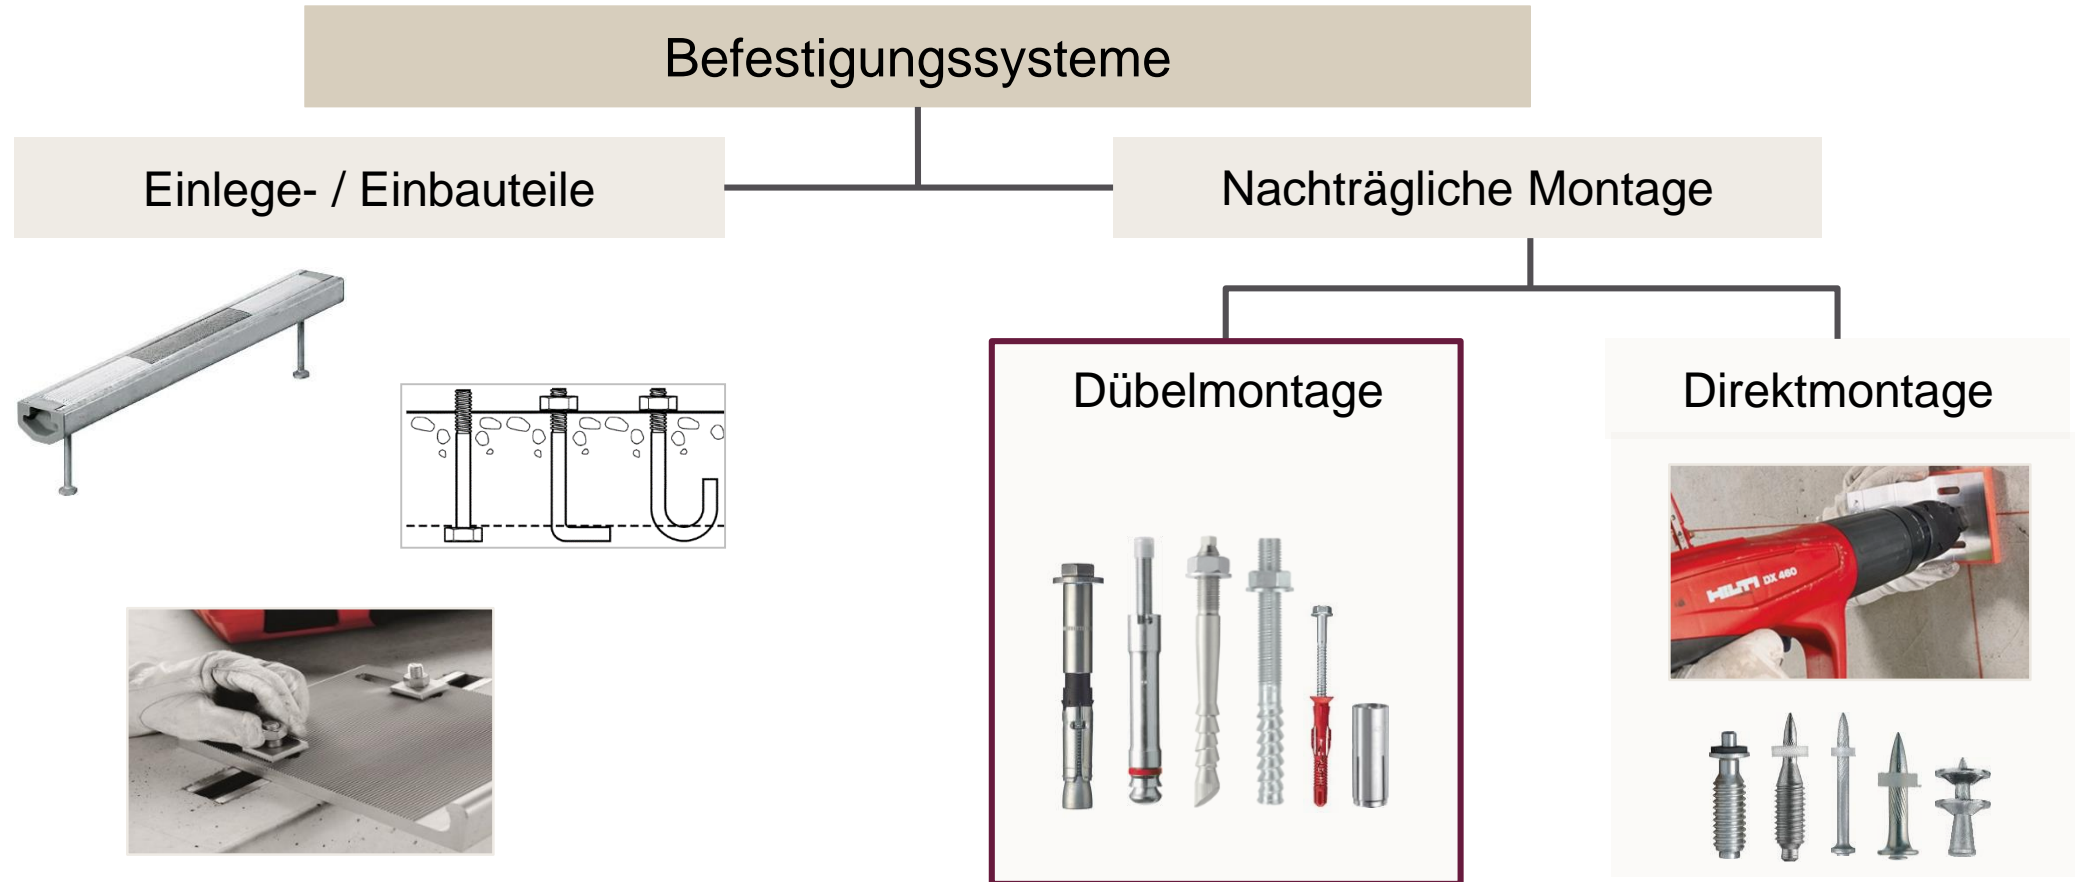 Befestigungssysteme
Einlege- / Einbauteile
Nachträgliche Montage
Dübelmontage
Direktmontage
HILTI DX 460